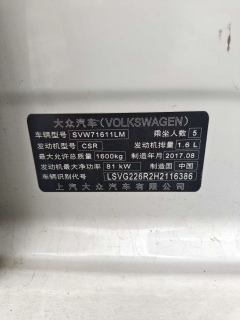 大众汽车(VOLKSWAGEN)
车辆型号 SVW71611LM 乘坐人数 5
发动机型号 CSR 发动机排量 1.6 L
最大允许总质量 1600kg 制造年月 2017.08
发动机最大净功率 81 kW 制造国 中国
车辆识别代号 LSVG226R2H2116386
上汽大众汽车有限公司制造